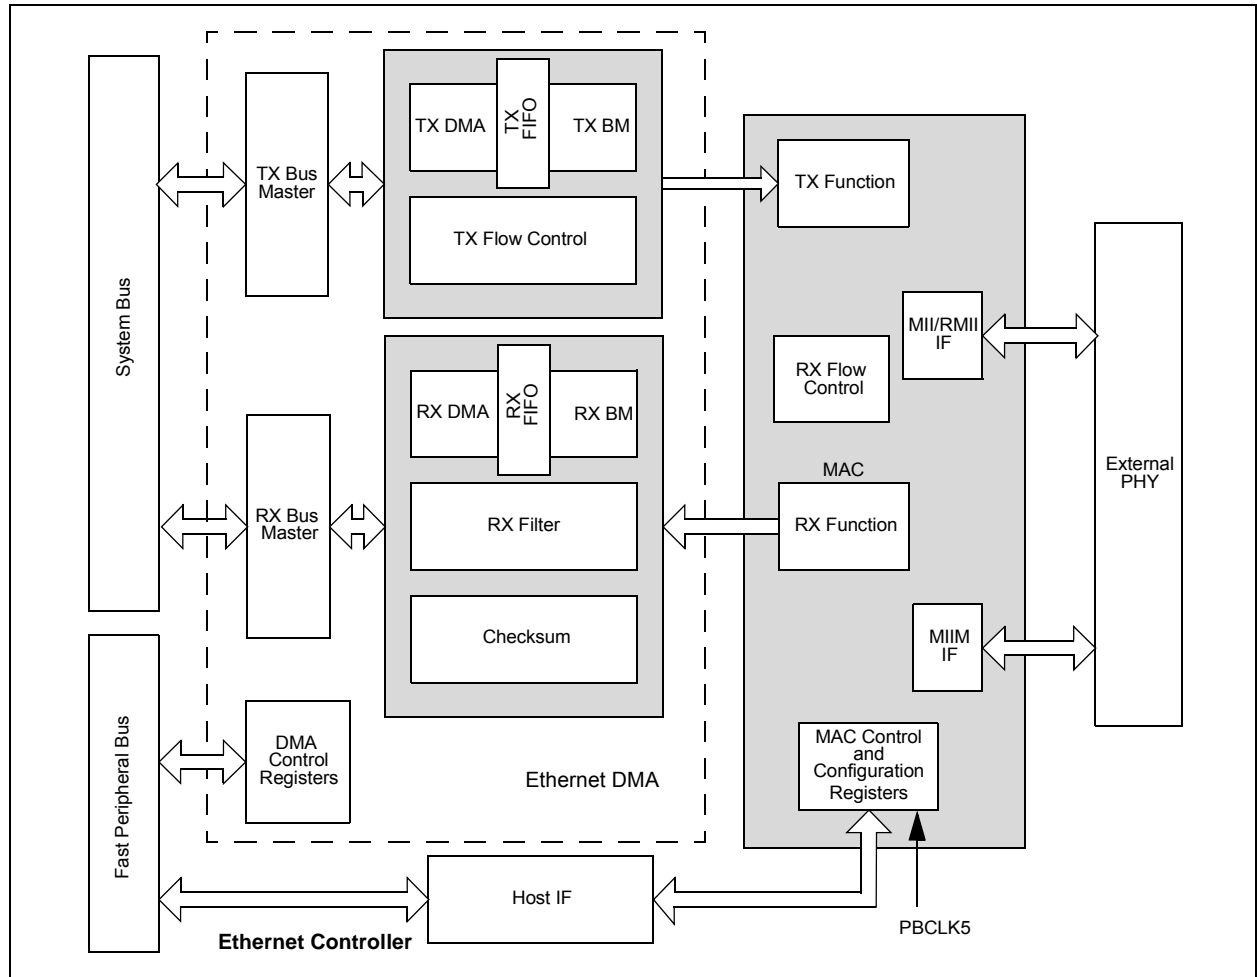 System Bus
TX Bus
Master
TX DMA
TX
FIFO
TX BM
TX Flow Control
TX Function
MII/RMII
IF
RX Flow
Control
External
PHY
RX Bus
Master
RX DMA
RX
FIFO
RX BM
RX Filter
Checksum
MAC
RX Function
MIIM
IF
Fast Peripheral Bus
DMA
Control
Registers
Ethernet DMA
MAC Control
and
Configuration
Registers
Host IF
PBCLK5
Ethernet Controller